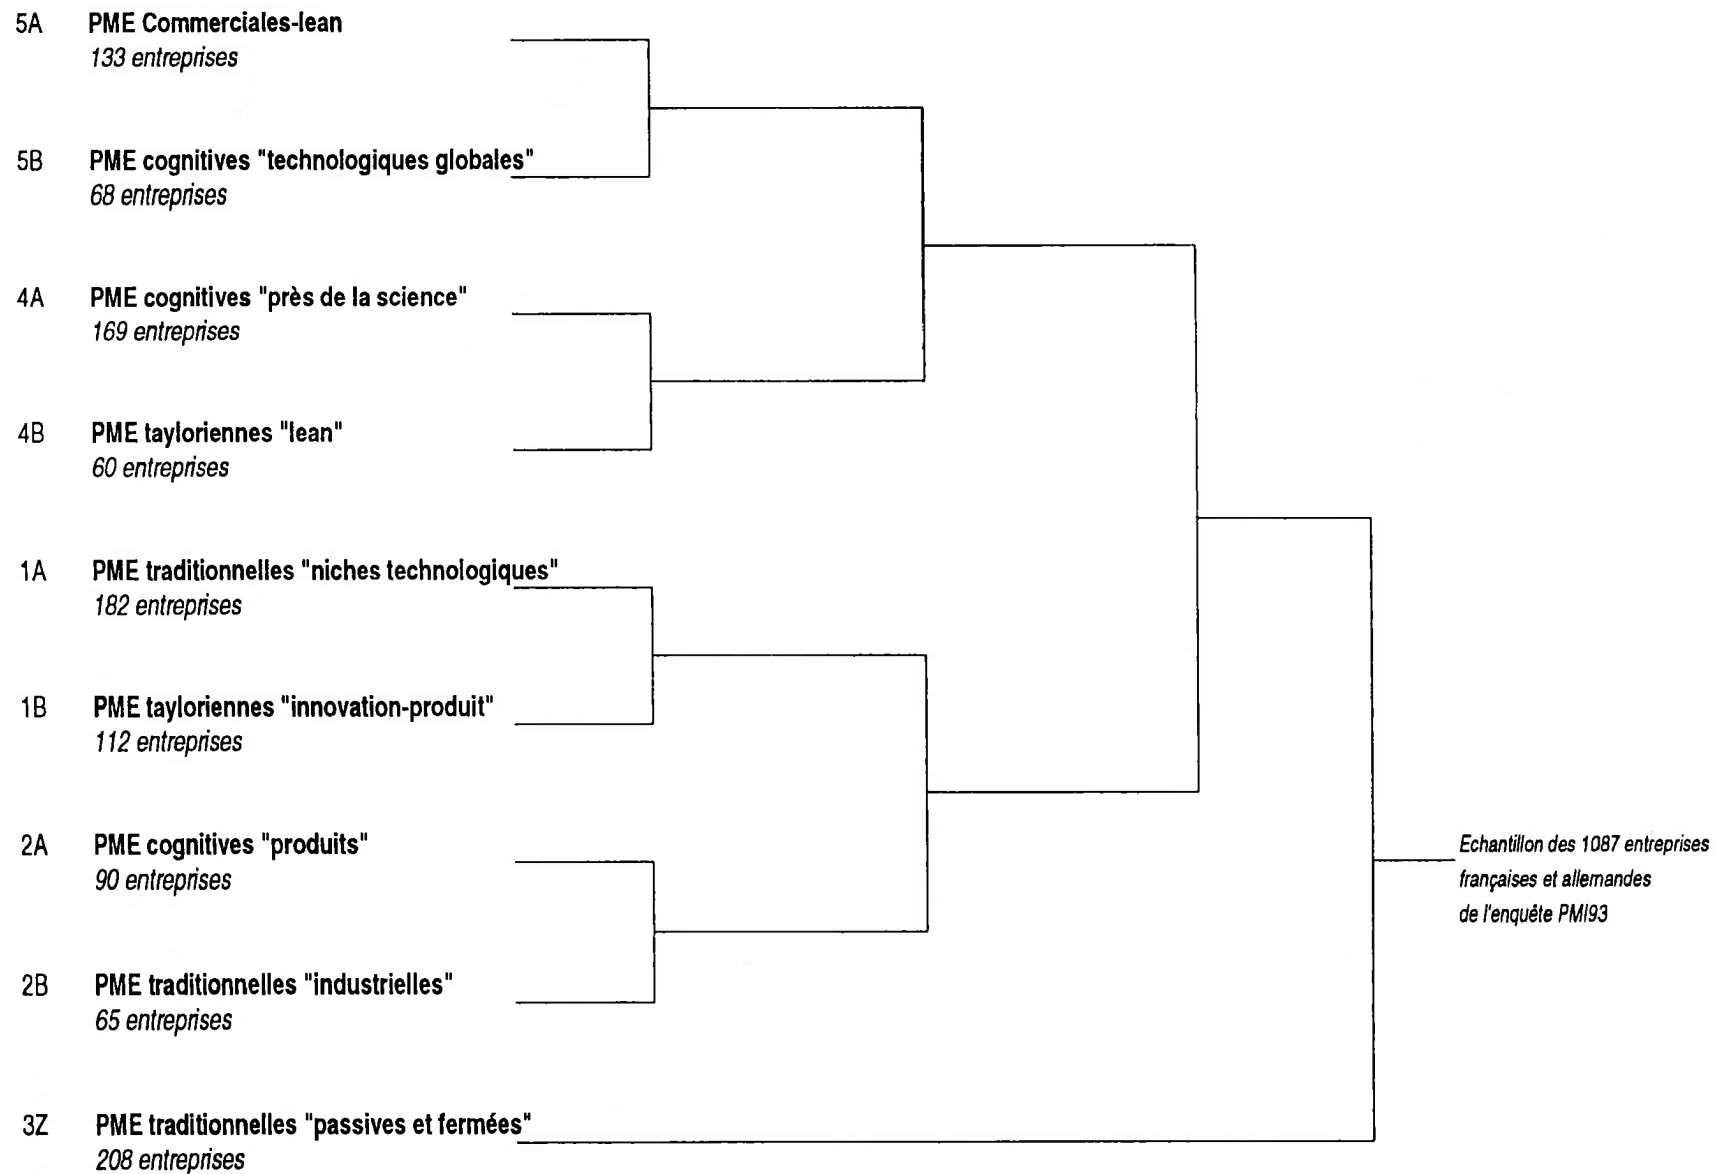 5A PME Commerciales-lean
133 entreprises
5B PME cognitives "technologiques globales"
68 entreprises
4A PME cognitives "près de la science"
169 entreprises
4B PME tayloriennes "lean"
60 entreprises
1A PME traditionnelles "niches technologiques"
182 entreprises
1B PME tayloriennes "innovation-produit"
112 entreprises
2A PME cognitives "produits"
90 entreprises
2B PME traditionnelles "industrielles"
65 entreprises
3Z PME traditionnelles "passives et fermées"
208 entreprises
Echantillon des 1087 entreprises
françaises et allemandes
de l'enquête PMI93